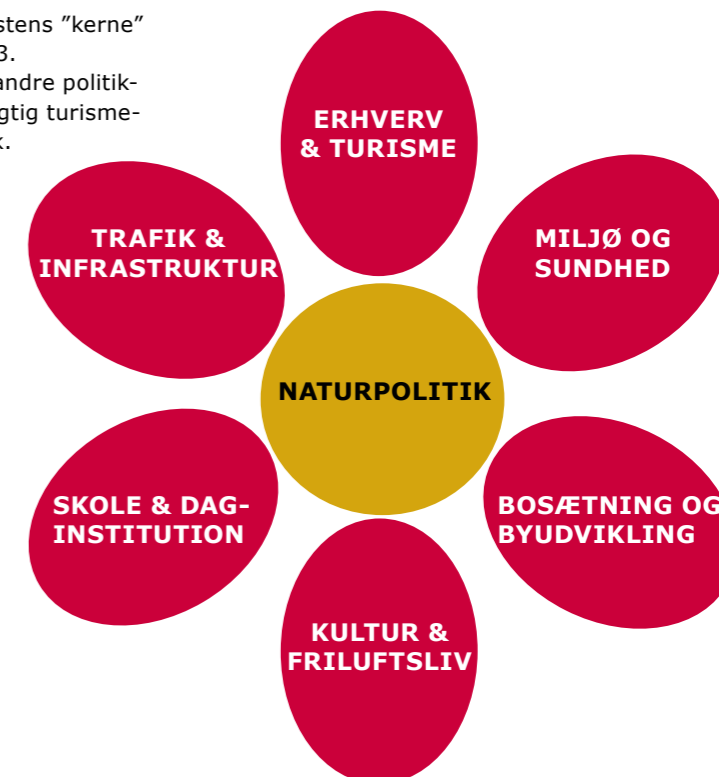 stens ”kerne”
3.
andre politik-
gtig turisme-
k.
ERHVERV
& TURISME
TRAFIK &
INFRASTRUKTUR
MILJØ OG
SUNDHED
NATURPOLITIK
SKOLE & DAG-
INSTITUTION
BOSÆTNING OG
BYUDVIKLING
KULTUR &
FRILUFTSLIV